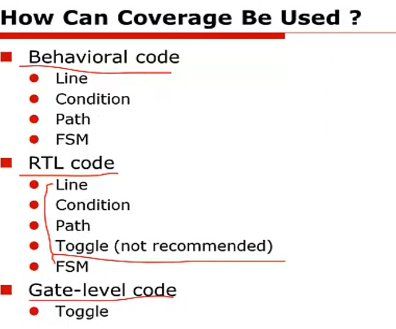 How Can Coverage Be Used ?
Behavioral code
Line
Condition
Path
FSM
RTL code
Line
Condition
Path
Toggle (not recommended)
FSM
Gate-level code
Toggle